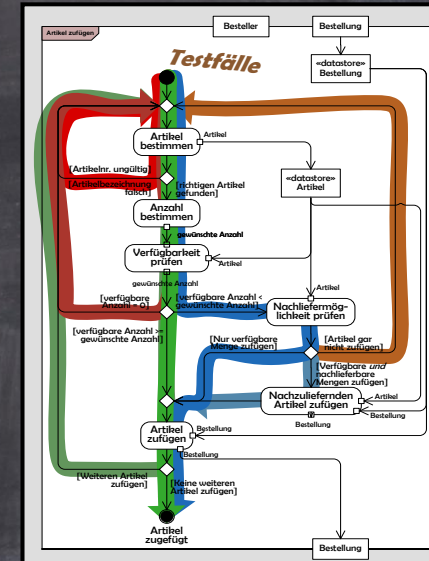 Artikel zufügen
Besteller
Bestellung
Testfälle
«datastore»
Bestellung
Artikel
bestimmen
Artikel
[Artikelnr. ungültig]
[Artikelbezeichnung
falsch]
[richtigen Artikel
gefunden]
«datastore»
Artikel
Anzahl
bestimmen
gewünschte Anzahl
Verfügbarkeit
prüfen
Artikel
gewünschte Anzahl
Artikel
[verfügbare
Anzahl = 0]
[verfügbare Anzahl <
gewünschte Anzahl]
Nachliefermög-
lichkeit prüfen
[verfügbare Anzahl >=
gewünschte Anzahl]
[Nur verfügbare
Menge zufügen]
[Artikel gar
nicht zufügen]
[Verfügbare und
nachlieferbare
Mengen zufügen]
Nachzuliefernden
Artikel zufügen
Artikel
Bestellung
Bestellung
Artikel
zufügen
Bestellung
Bestellung
[Weiteren Artikel
zufügen]
[Keine weiteren
Artikel zufügen]
Artikel
zugefügt
Bestellung